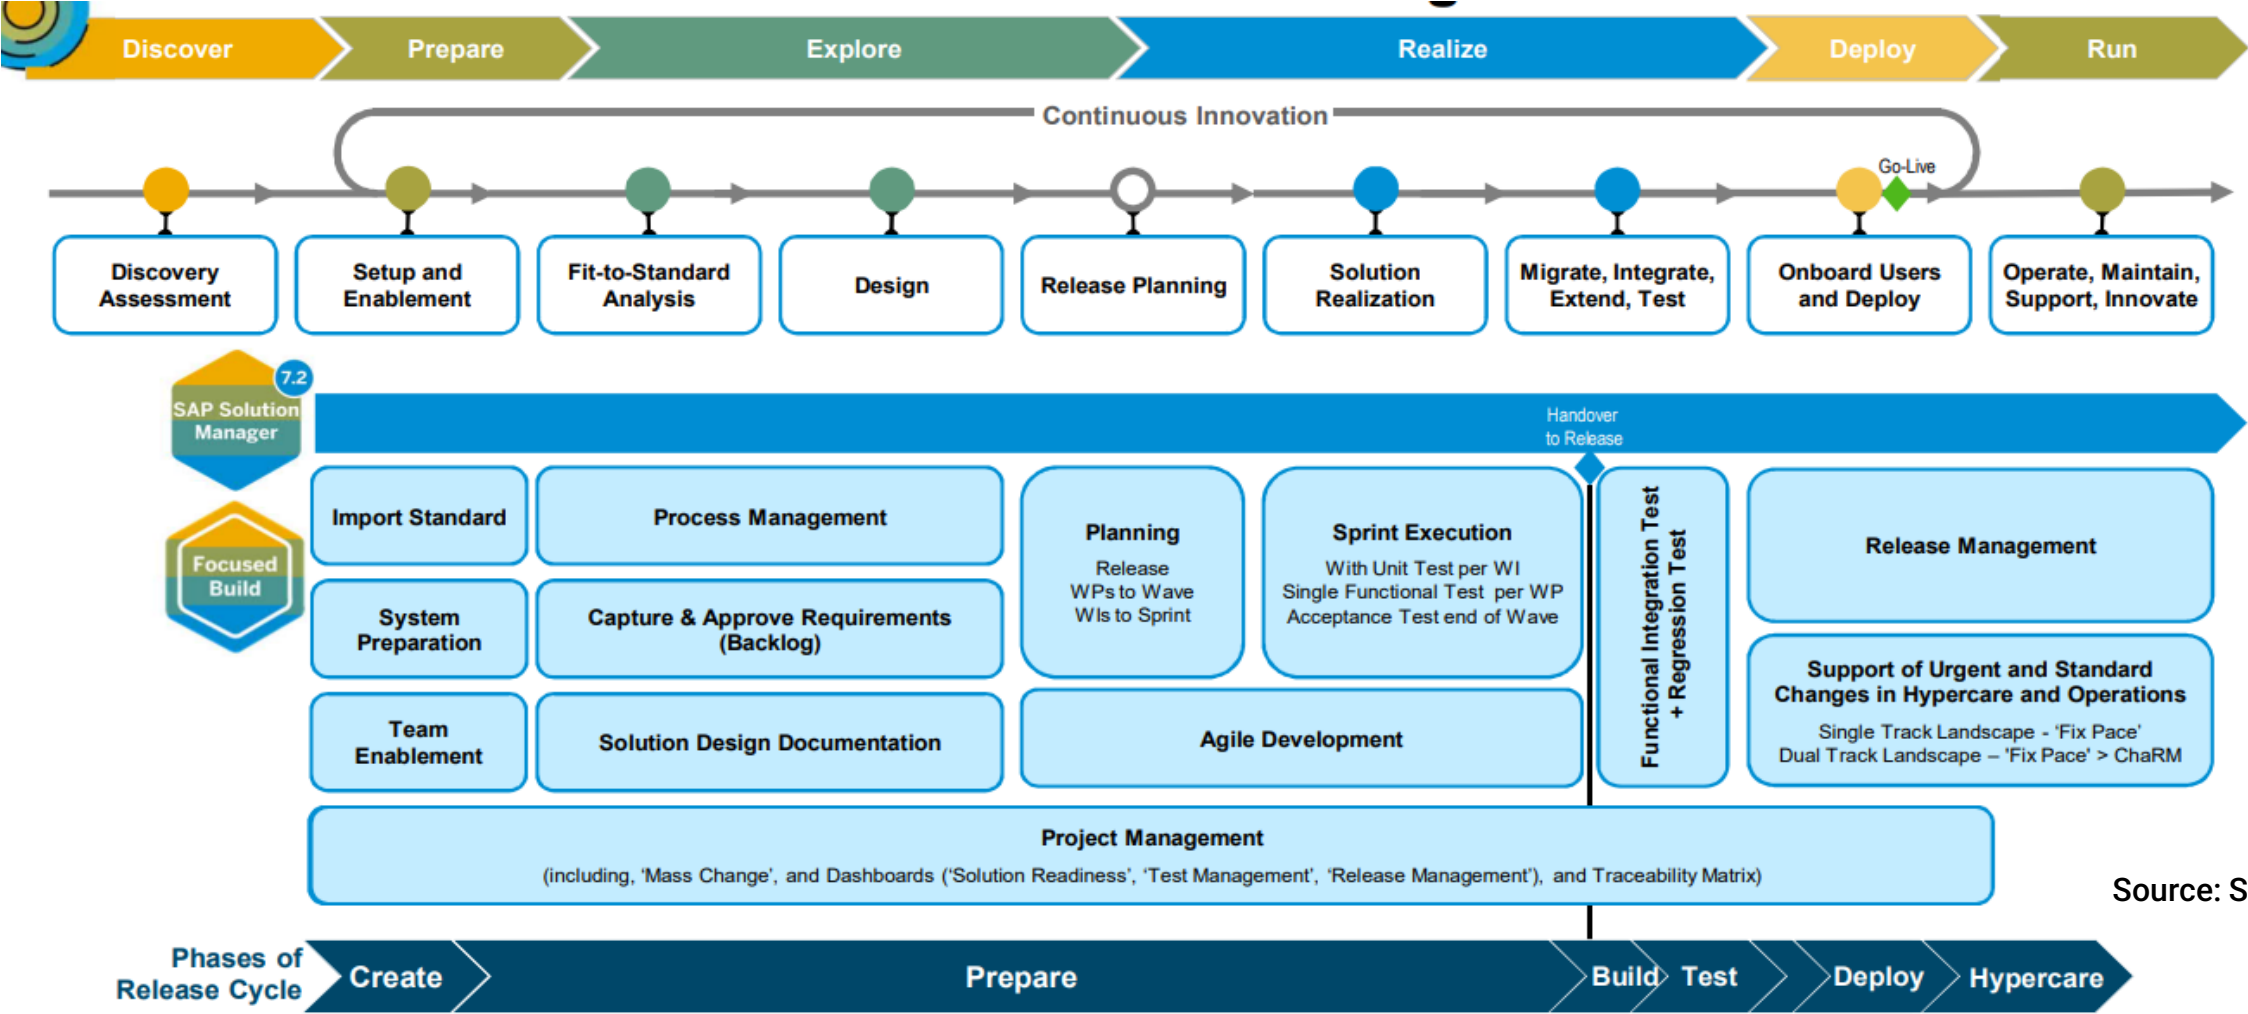 Discover
Prepare
Explore
Realize
Deploy
Run
Continuous Innovation
Go-Live
Discovery
Assessment
Setup and
Enablement
Fit-to-Standard
Analysis
Design
Release Planning
Solution
Realization
Migrate, Integrate,
Extend, Test
Onboard Users
and Deploy
Operate, Maintain,
Support, Innovate
7.2
SAP Solution
Manager
Handover
to Release
Focused
Build
Import Standard
System
Preparation
Team
Enablement
Process Management
Capture & Approve Requirements
(Backlog)
Solution Design Documentation
Planning
Release
WPs to Wave
WIs to Sprint
Sprint Execution
With Unit Test per WI
Single Functional Test per WP
Acceptance Test end of Wave
Agile Development
Functional Integration Test
+ Regression Test
Release Management
Support of Urgent and Standard
Changes in Hypercare and Operations
Single Track Landscape - ‘Fix Pace’
Dual Track Landscape – 'Fix Pace' > ChaRM
Project Management
(including, ‘Mass Change’, and Dashboards (‘Solution Readiness’, ‘Test Management’, ‘Release Management’), and Traceability Matrix)
Source: S
Phases of
Release Cycle
Create
Prepare
Build
Test
Deploy
Hypercare